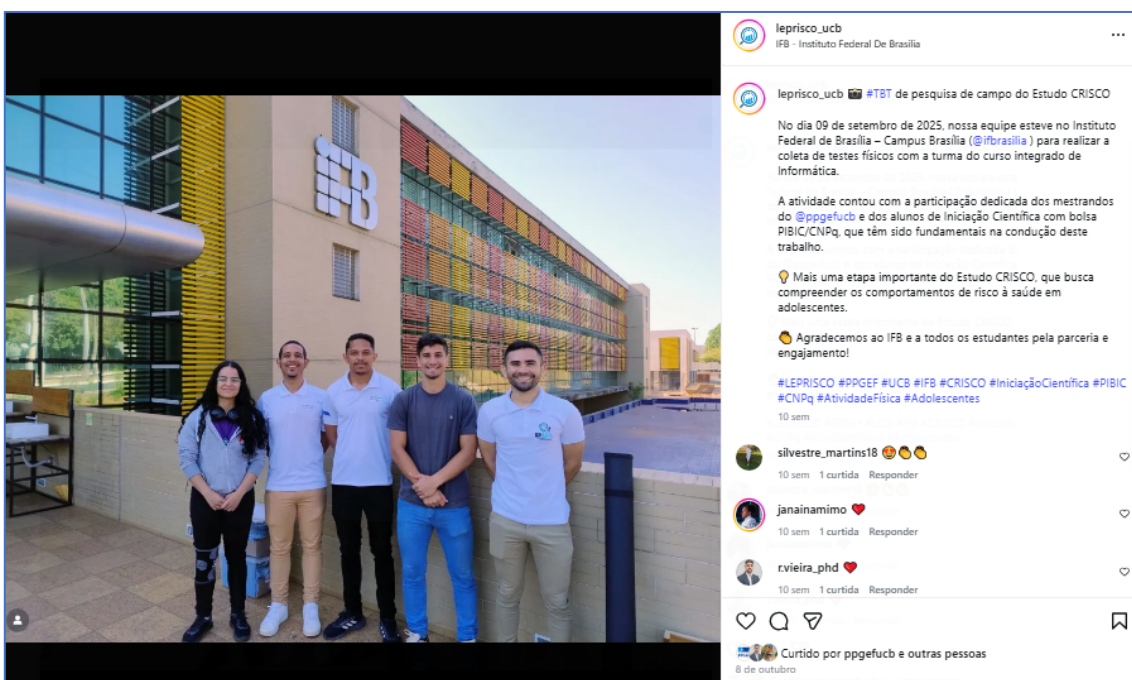 IFB
leprisco_ucb
IFB - Instituto Federal De Brasília
leprisco_ucb 📸 #TBT de pesquisa de campo do Estudo CRISCO
No dia 09 de setembro de 2025, nossa equipe esteve no Instituto
Federal de Brasília – Campus Brasília (@ifbrasilia ) para realizar a
coleta de testes físicos com a turma do curso integrado de
Informática.
A atividade contou com a participação dedicada dos mestrandos
do @ppgefucb e dos alunos de Iniciação Científica com bolsa
PIBIC/CNPq, que têm sido fundamentais na condução deste
trabalho.
💡 Mais uma etapa importante do Estudo CRISCO, que busca
compreender os comportamentos de risco à saúde em
adolescentes.
👏 Agradecemos ao IFB e a todos os estudantes pela parceria e
engajamento!
#LEPRISCO #PPGEF #UCB #IFB #CRISCO #IniciaçãoCientífica #PIBIC
#CNPq #AtividadeFísica #Adolescentes
10 sem
silvestre_martins18 🤩👏👏
10 sem 1 curtida Responder
janainamimo ❤️
10 sem 1 curtida Responder
r.vieira_phd ❤️
10 sem 1 curtida Responder
Curtido por ppgefucb e outras pessoas
8 de outubro